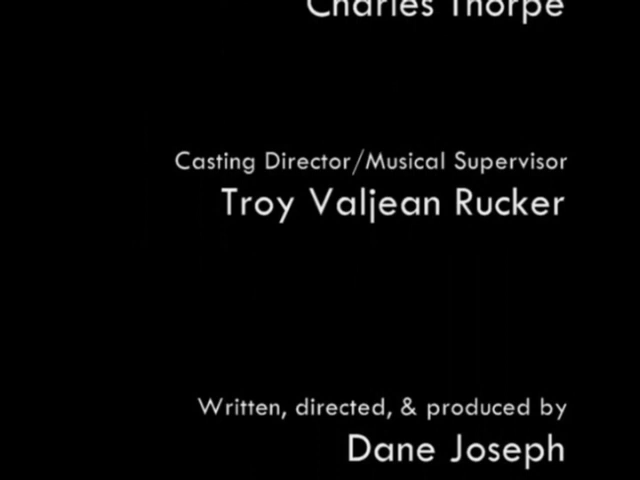 Charles Thorpe
Casting Director/Musical Supervisor
Troy Valjean Rucker
Written, directed, & produced by
Dane Joseph